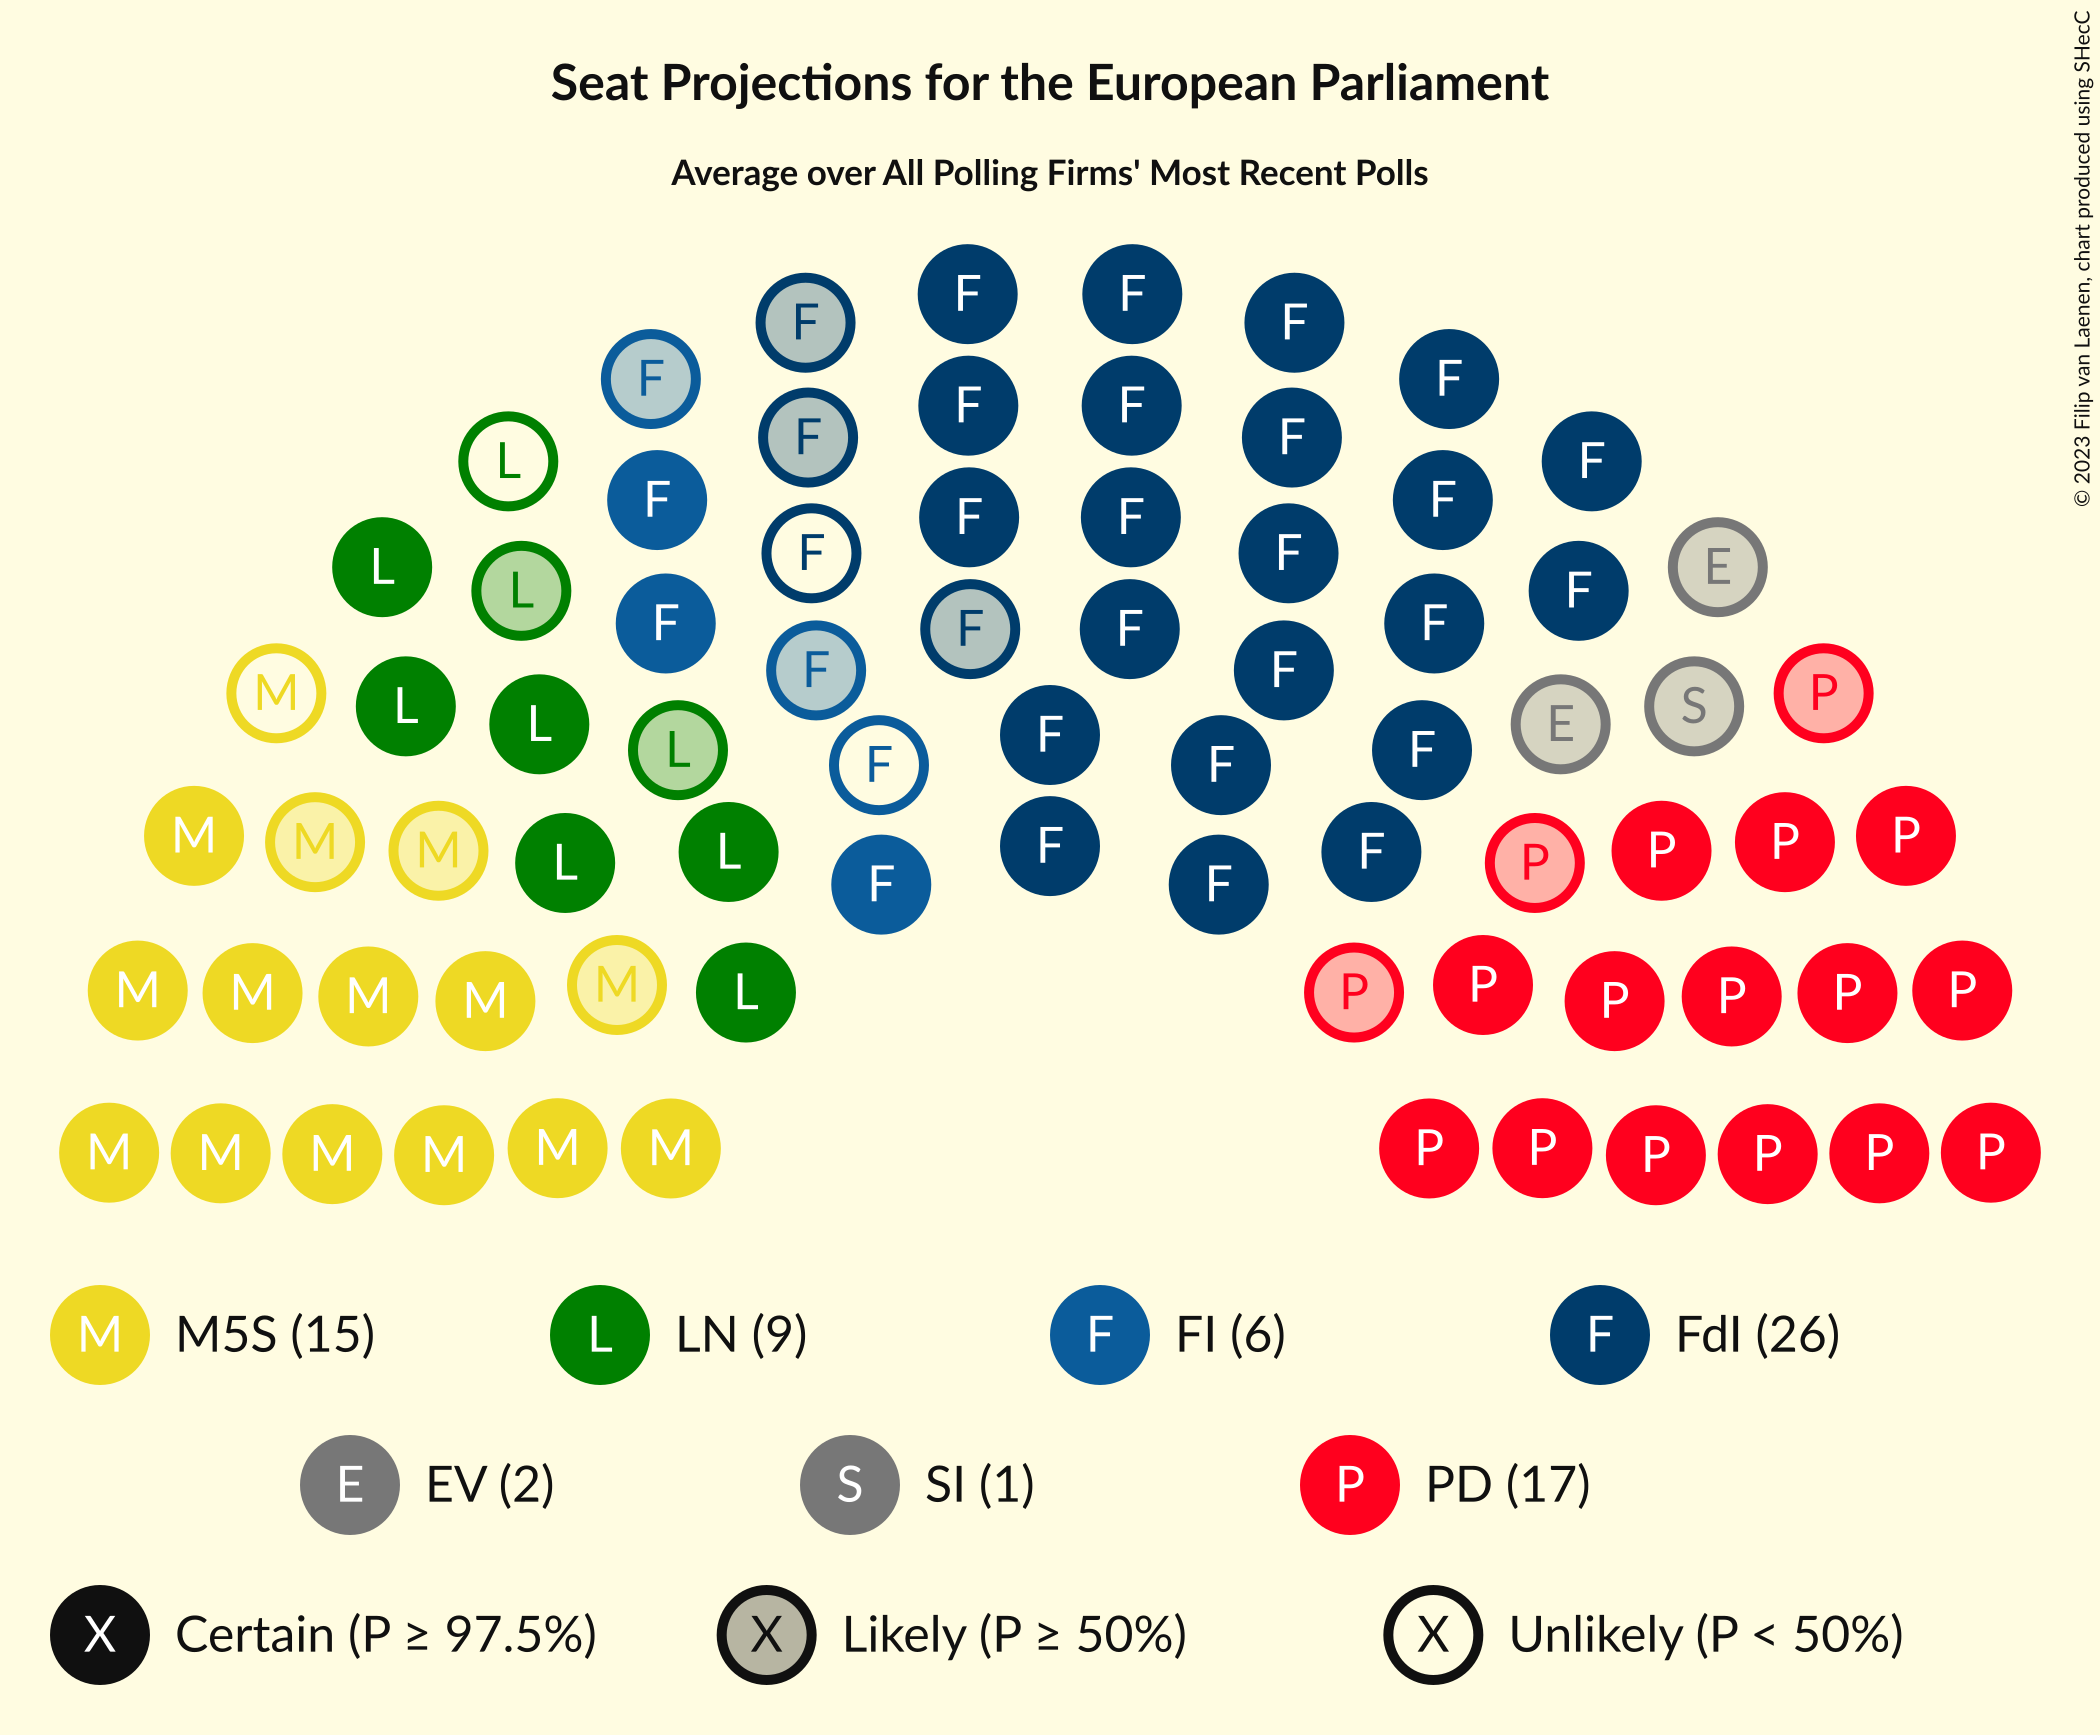 Seat Projections for the European Parliament
Average over All Polling Firms' Most Recent Polls
© 2023 Filip van Laenen, chart produced using SHecC
F F F F
F F
F F F F
L F F
F F
L F F E
L F F F F
F F
F F
M L L L F F F F E S P
F F
M M M L L F F F F P P P P
M M M M M L P P P P P P
M M M M M M P P P P P P
M M5S (15) L LN (9) F FI (6) F FdI (26)
E EV (2) S SI (1) P PD (17)
X Certain (P ≥ 97.5%) X Likely (P ≥ 50%) X Unlikely (P < 50%)